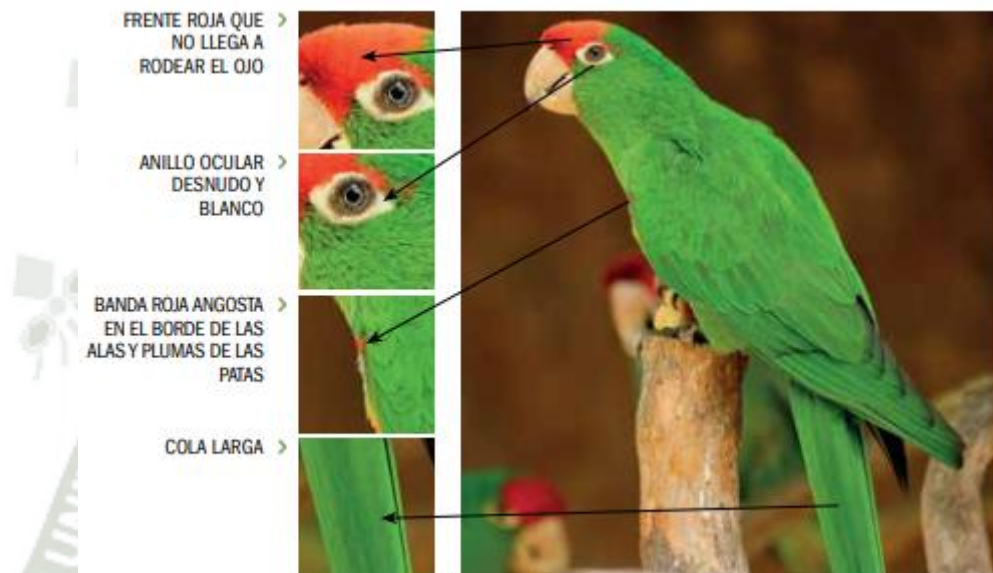 FRENTE ROJA QUE
NO LLEGA A
RODEAR EL OJO
ANILLO OCULAR
DESNUDO Y
BLANCO
BANDA ROJA ANGOSTA
EN EL BORDE DE LAS
ALAS Y PLUMAS DE LAS
PATAS
COLA LARGA